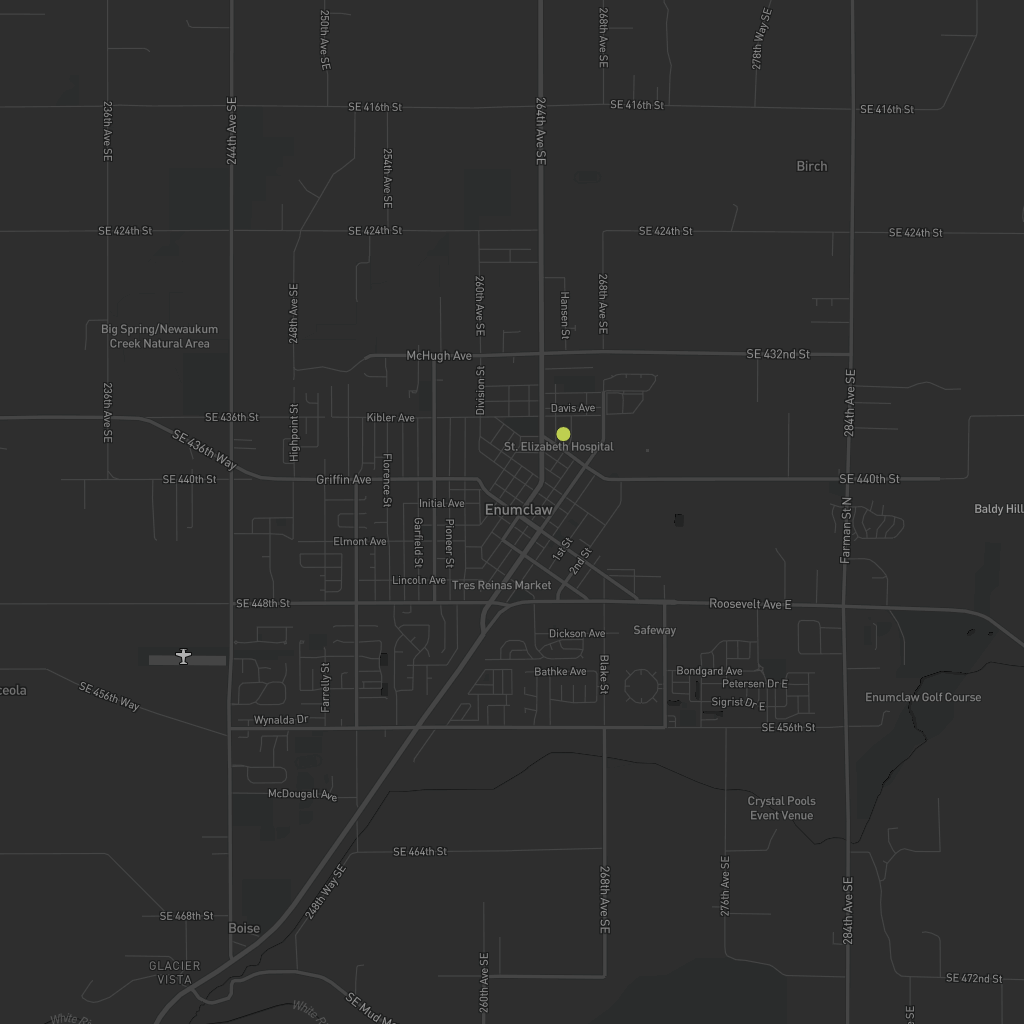 250th Ave SE
268th Ave SE
278th Way SE
236th Ave SE
244th Ave SE
SE 416th St
264th Ave SE
SE 416th St
SE 416th St
254th Ave SE
Birch
SE 424th St
SE 424th St
SE 424th St
SE 424th St
248th Ave SE
260th Ave SE
Hansen St
268th Ave SE
Big Spring/Newaukum
Creek Natural Area
McHugh Ave
SE 432nd St
236th Ave SE
Division St
284th Ave SE
SE 436th St
Highpoint St
Kibler Ave
Davis Ave
SE 436th Way
St. Elizabeth Hospital
SE 440th St
Griffin Ave
Florence St
SE 440th St
Initial Ave
Enumclaw
Baldy Hill
Garfield St
Pioneer St
Farman St N
Elmont Ave
1st St
2nd St
Lincoln Ave
Tres Reinas Market
SE 448th St
Roosevelt Ave E
Dickson Ave
Safeway
Farrelly St
Bathke Ave
Blake St
Bondgard Ave
Petersen Dr E
Sigrist Dr E
ceola
SE 456th Way
Enumclaw Golf Course
Wynalda Dr
SE 456th St
McDougall Ave
Crystal Pools
Event Venue
SE 464th St
248th Way SE
268th Ave SE
276th Ave SE
284th Ave SE
SE 468th St
Boise
GLACIER
VISTA
260th Ave SE
SE 472nd St
SE Mud M
White Ri
White Ri
e SE